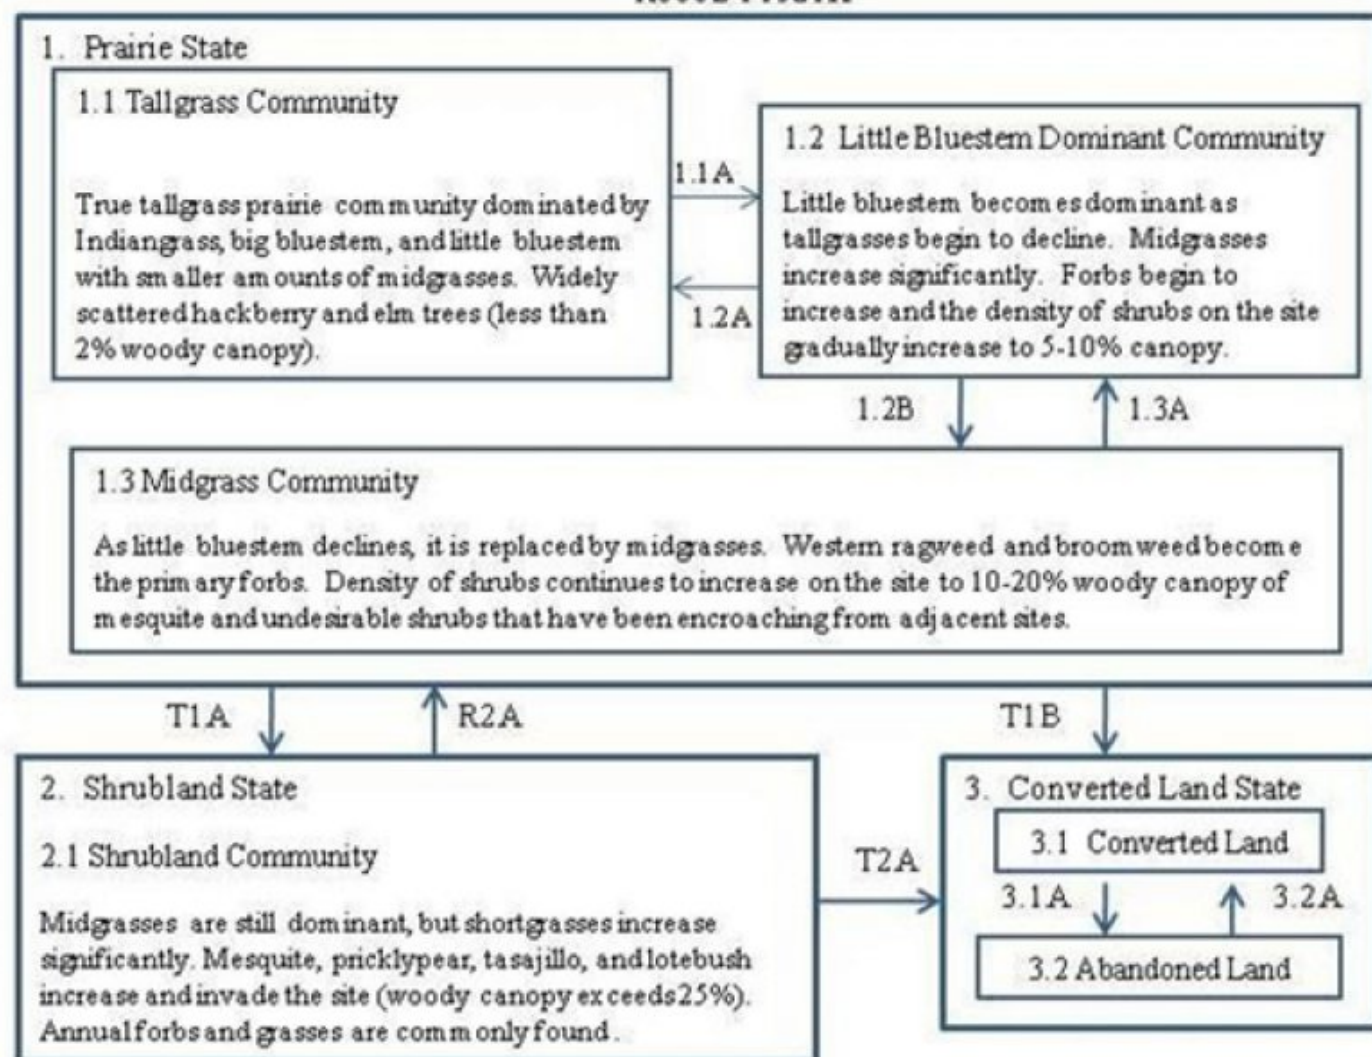 1. Prairie State
1.1 Tallgrass Community
True tallgrass prairie community dominated by
Indiangrass, big bluestem, and little bluestem
with smaller amounts of midgrasses. Widely
scattered hackberry and elm trees (less than
2% woody canopy).
1.1A
1.2A
1.2 Little Bluestem Dominant Community
Little bluestem becomes dominant as
tallgrasses begin to decline. Midgrasses
increase significantly. Forbs begin to
increase and the density of shrubs on the site
gradually increase to 5-10% canopy.
1.2B
1.3A
1.3 Midgrass Community
As little bluestem declines, it is replaced by midgrasses. Western ragweed and broomweed become
the primary forbs. Density of shrubs continues to increase on the site to 10-20% woody canopy of
mesquite and undesirable shrubs that have been encroaching from adjacent sites.
T1A
R2A
T1B
2. Shrubland State
2.1 Shrubland Community
Midgrasses are still dominant, but shortgrasses increase
significantly. Mesquite, pricklypear, tasajillo, and lotebush
increase and invade the site (woody canopy exceeds 25%).
Annual forbs and grasses are commonly found.
T2A
3. Converted Land State
3.1 Converted Land
3.1A
3.2A
3.2 Abandoned Land